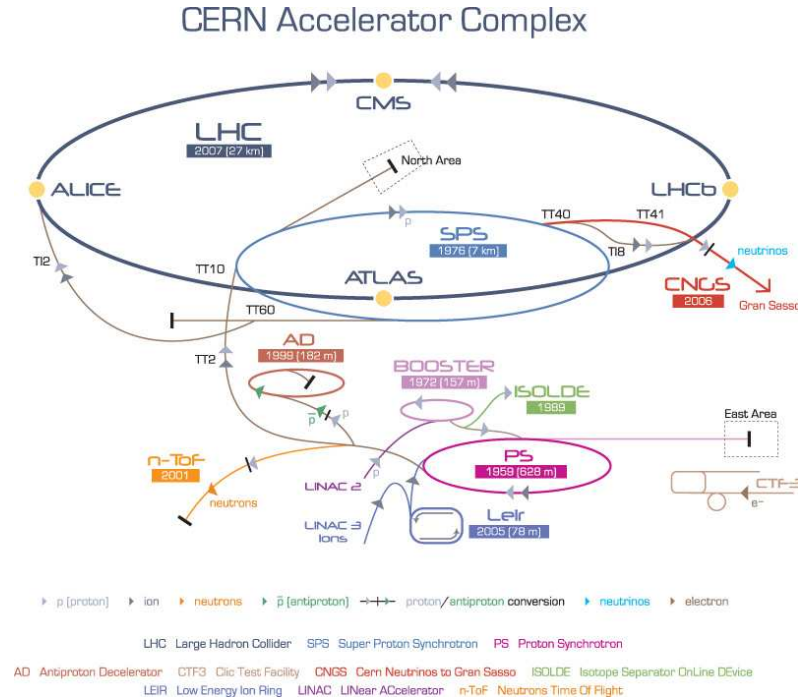 CERN Accelerator Complex
CMS
LHC
2007 (27 km)
North Area
ALICE
LHCb
TT40
TT41
SPS
1976 (7 km)
p
TI8
neutrinos
TI2
TT10
ATLAS
CNGS
2006
Gran Sasso
TT60
AD
1999 (182 m)
TT2
BOOSTER
1972 (157 m)
ISOLDE
1989
p̅
p
East Area
n-ToF
2001
PS
1959 (628 m)
p
LINAC 2
neutrons
CTF-3
e-
LINAC 3
Ions
Leir
2005 (78 m)
p (proton) ion neutrons p̅ (antiproton) proton/antiproton conversion neutrinos electron
LHC Large Hadron Collider SPS Super Proton Synchrotron PS Proton Synchrotron
AD Antiproton Decelerator CTF3 Clic Test Facility CNGS Cern Neutrinos to Gran Sasso ISOLDE Isotope Separator OnLine DEvice
LEIR Low Energy Ion Ring LINAC LINear ACcelerator n-ToF Neutrons Time Of Flight